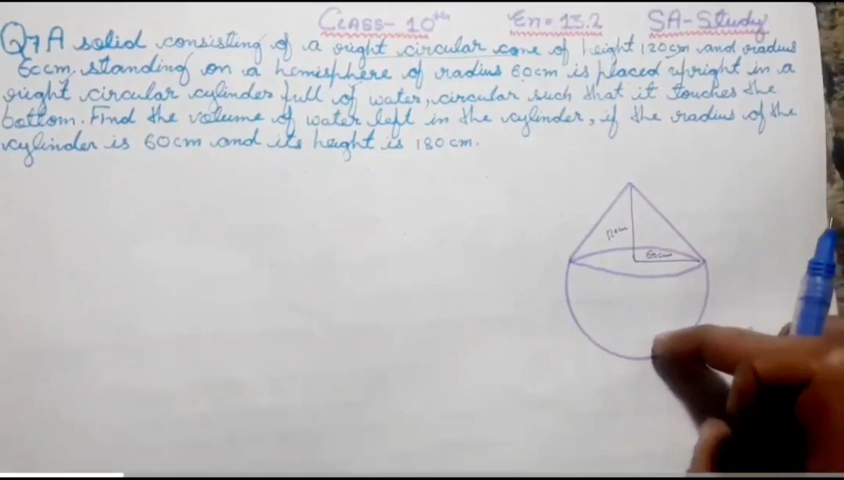 CLASS-10th En=13.2 SA-Study
Q7 A solid consisting of a right circular cone of height 120cm and radius
60cm standing on a hemisphere of radius 60cm is placed upright in a
right circular cylinder full of water, circular such that it touches the
bottom. Find the volume of water left in the cylinder, if the radius of the
cylinder is 60cm and its height is 180cm.
120cm
60cm